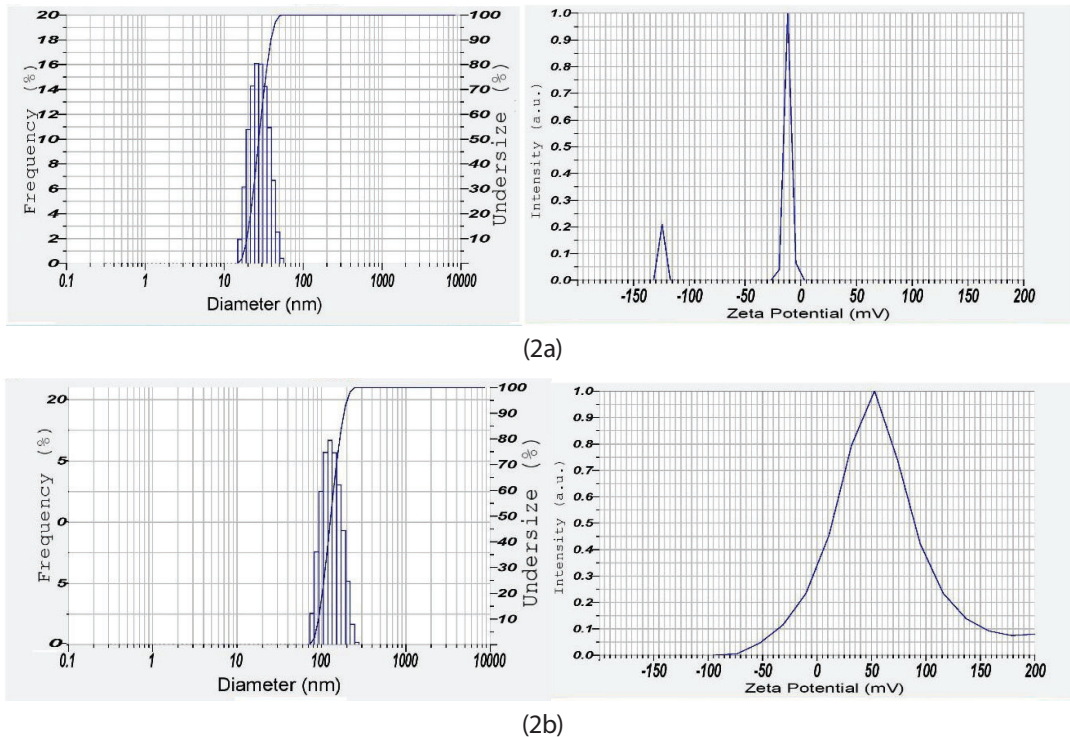 20 100
18 90
16 80
14 70
12 60
10 50
8 40
6 30
4 20
2 10
0
Frequency (%)
Undersize (%)
0.1 1 10 100 1000 10000
Diameter (nm)
1.0
0.9
0.8
0.7
0.6
0.5
0.4
0.3
0.2
0.1
0.0
Intensity (a.u.)
-150 -100 -50 0 50 100 150 200
Zeta Potential (mV)
(2a)
20 100
90
5 80
70
60
0 50
40
30
5 20
10
0
Frequency (%)
Undersize (%)
0.1 1 10 100 1000 10000
Diameter (nm)
1.0
0.9
0.8
0.7
0.6
0.5
0.4
0.3
0.2
0.1
0.0
Intensity (a.u.)
-150 -100 -50 0 50 100 150 200
Zeta Potential (mV)
(2b)